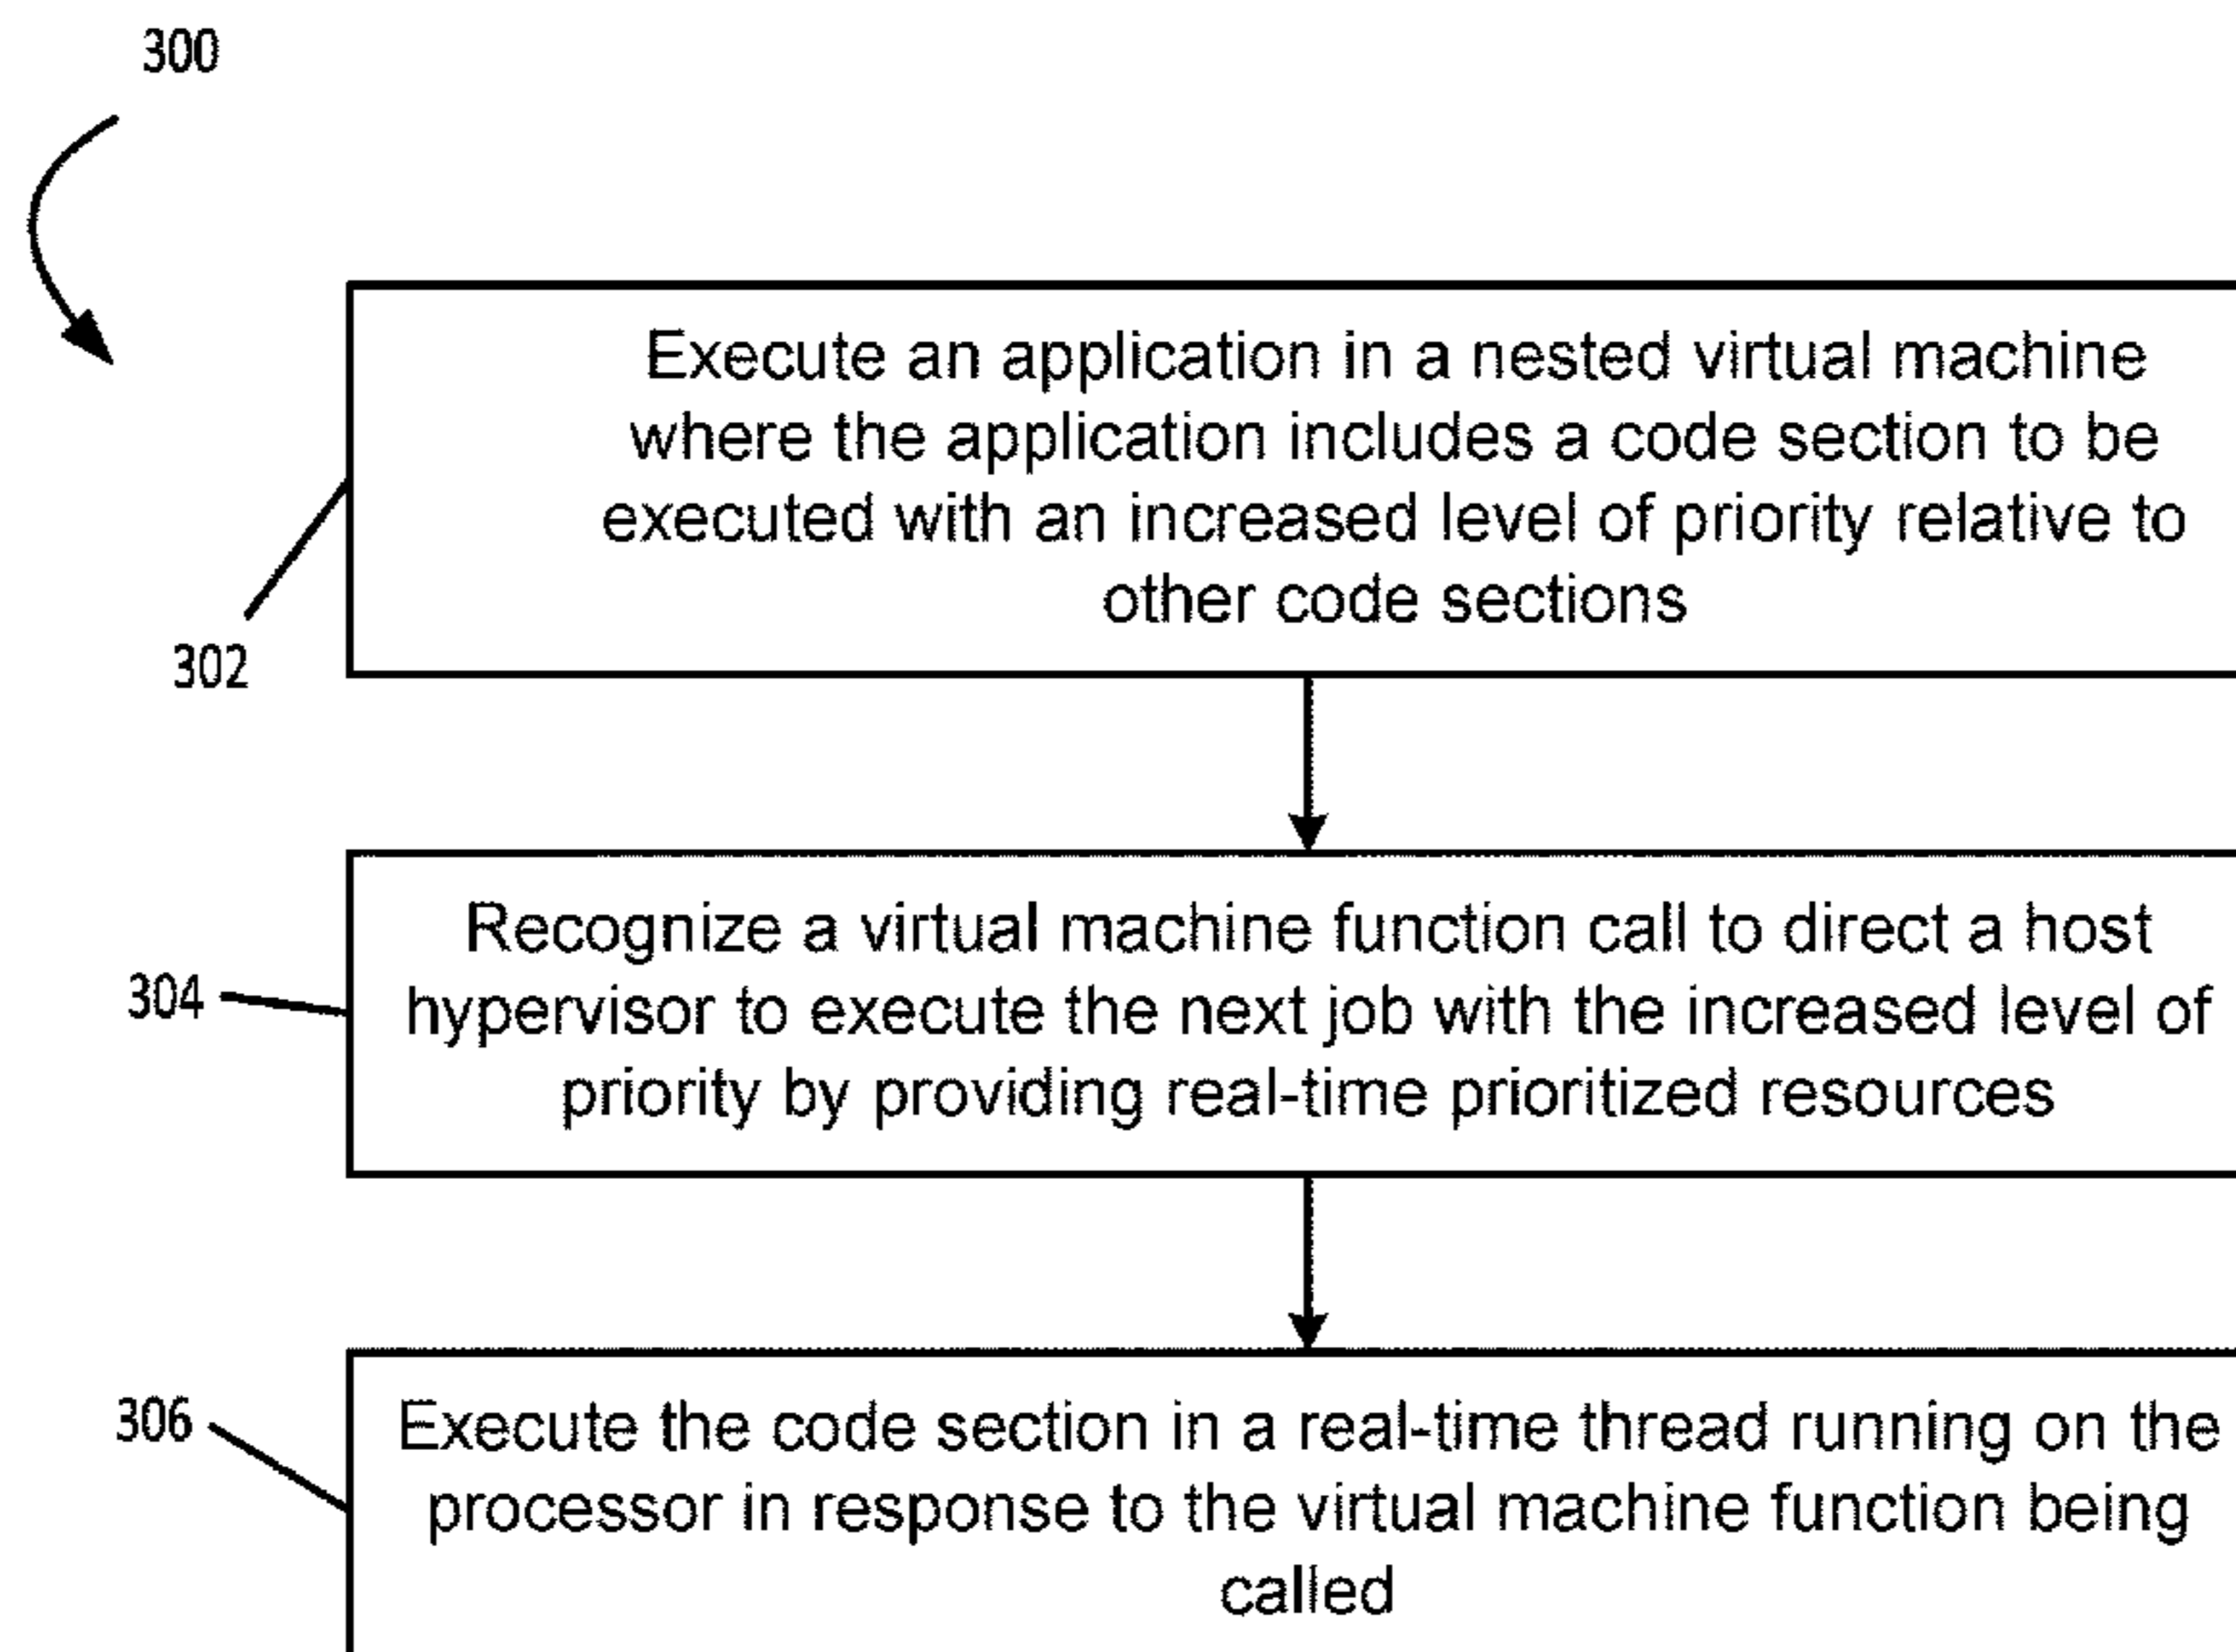 300
Execute an application in a nested virtual machine
where the application includes a code section to be
executed with an increased level of priority relative to
other code sections
302
Recognize a virtual machine function call to direct a host
hypervisor to execute the next job with the increased level of
priority by providing real-time prioritized resources
304
Execute the code section in a real-time thread running on the
processor in response to the virtual machine function being
called
306